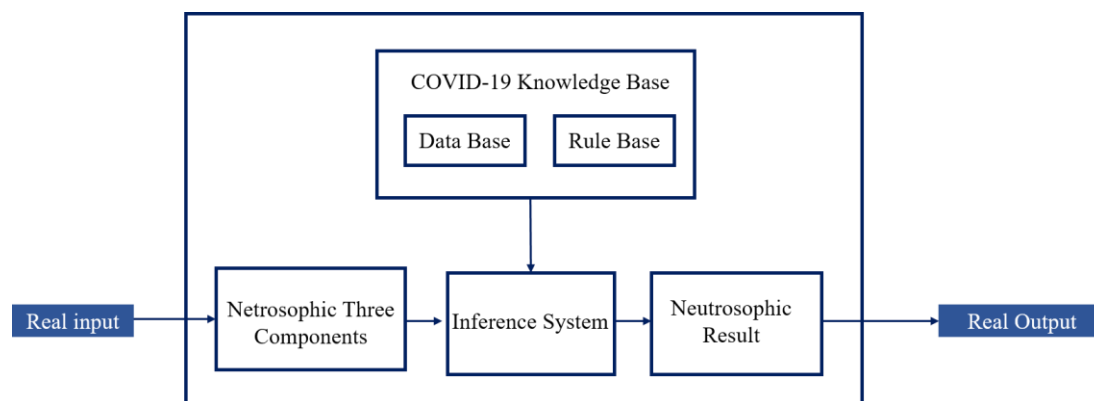 COVID-19 Knowledge Base
Data Base
Rule Base
Real input
Netrosophic Three
Components
Inference System
Neutrosophic
Result
Real Output